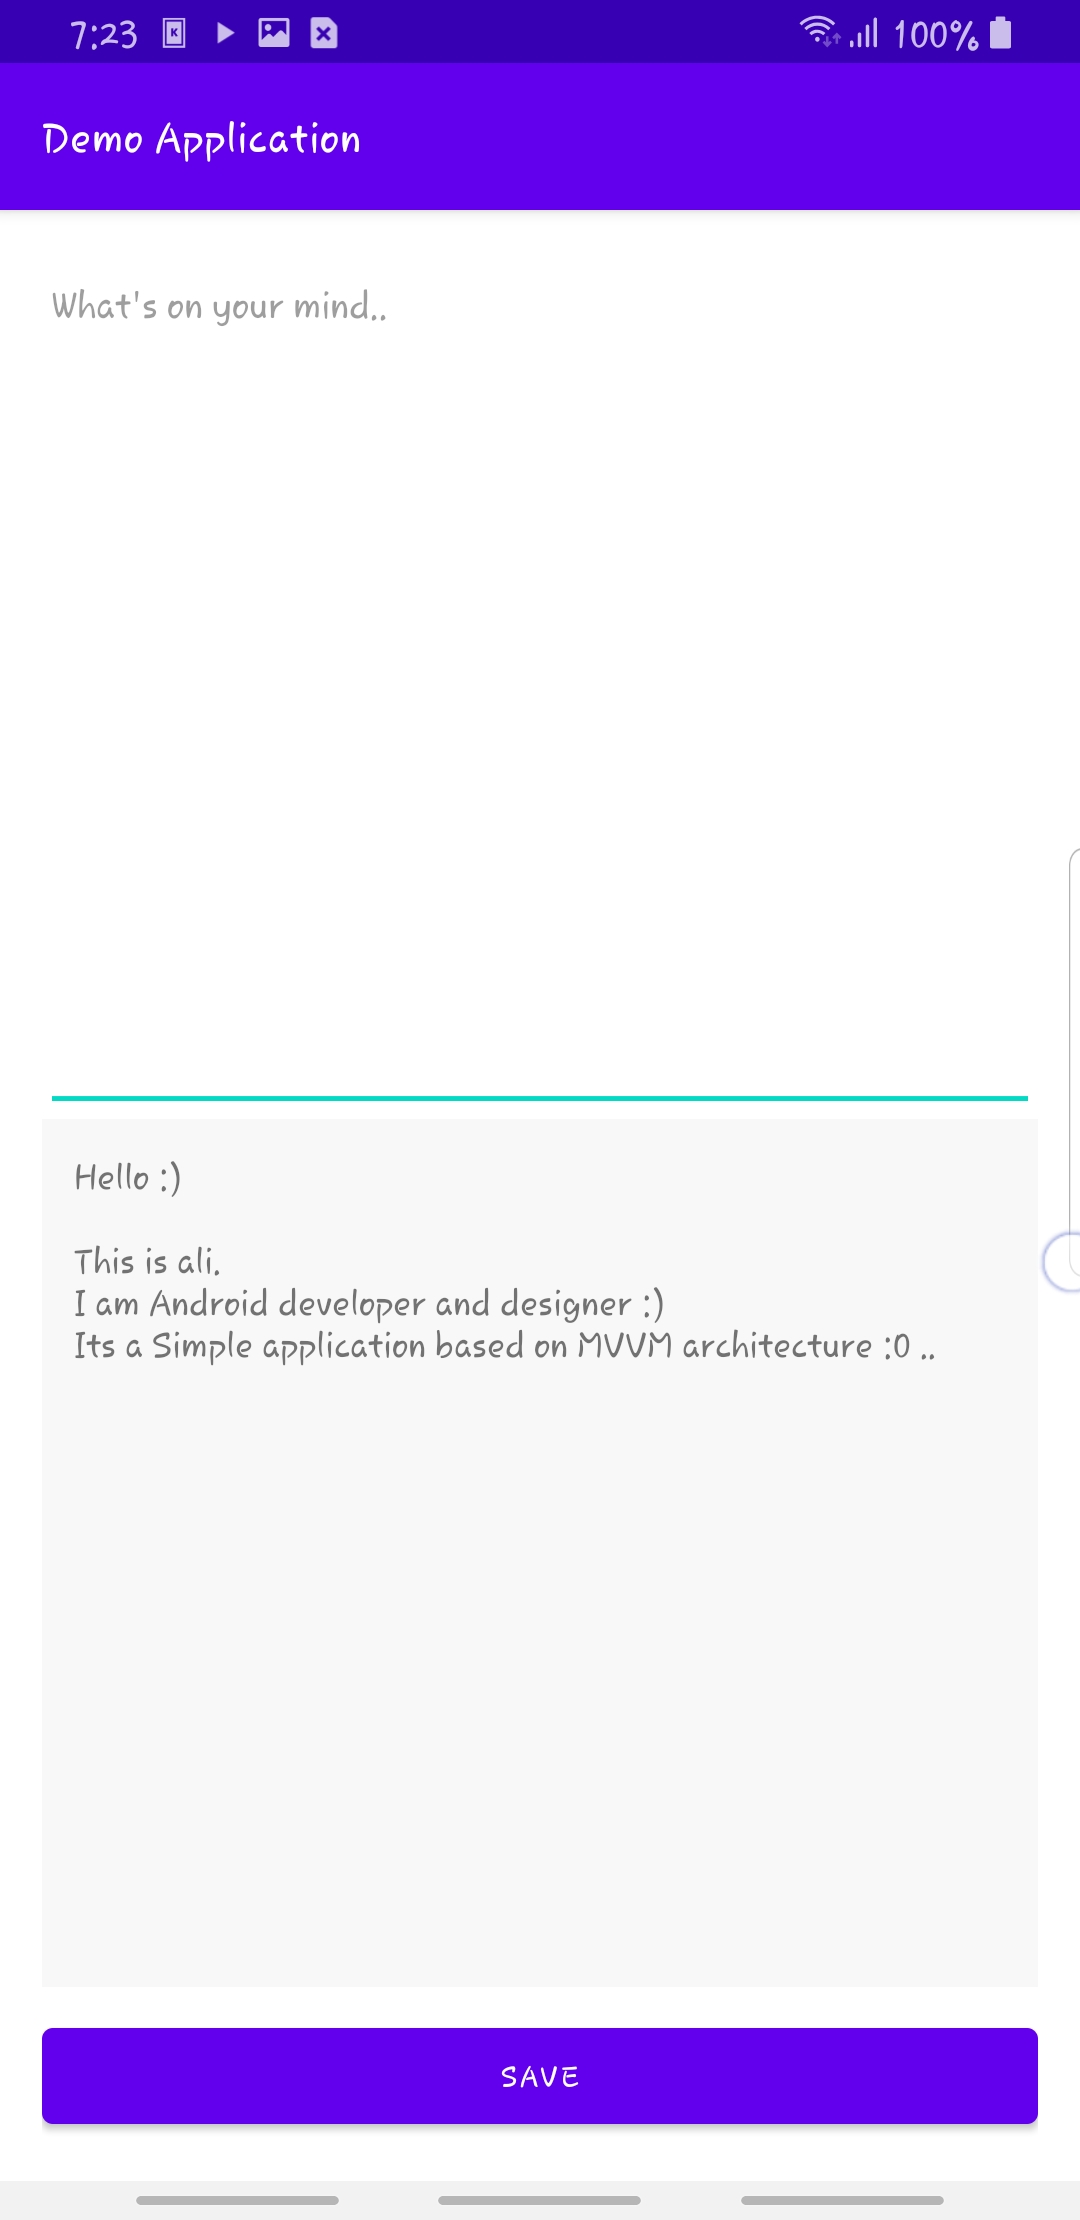 7:23 K 100%
Demo Application
What's on your mind..
Hello :)
This is ali.
I am Android developer and designer :)
Its a Simple application based on MVVM architecture :0 ..
SAVE